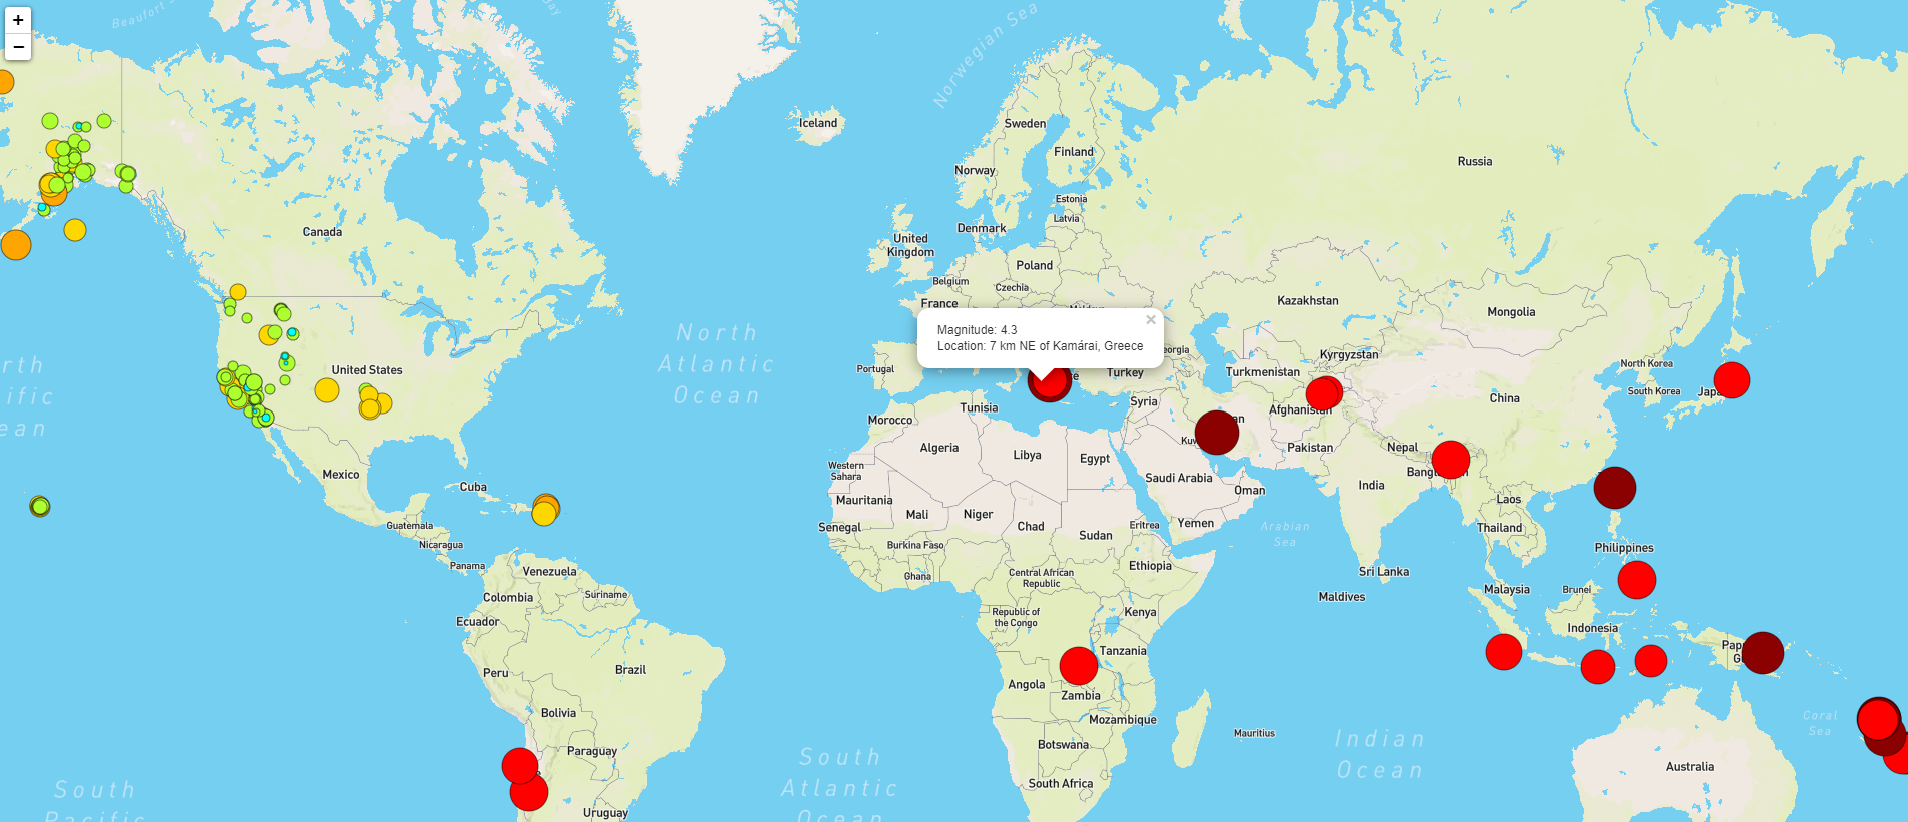 +
−
Beaufort
Bay
Norwegian Sea
Iceland
Sweden
Finland
Norway
Russia
Estonia
Latvia
Denmark
Canada
United
Kingdom
Poland
Belgium
Czechia
France
Kazakhstan
Mongolia
Magnitude: 4.3
×
Location: 7 km NE of Kamárai, Greece
eorgia
North
Atlantic
Ocean
Kyrgyzstan
North Korea
South Korea
rth
ific
ean
United States
Portugal
Turkey
Turkmenistan
China
Syria
Afghanistan
Tunisia
Morocco
Algeria
Libya
Egypt
Pakistan
Nepal
Mexico
Western
Sahara
Saudi Arabia
India
Cuba
Oman
Mauritania
Mali
Niger
Chad
Laos
Guatemala
Senegal
Eritrea
Yemen
Arabian
Sea
Thailand
Sudan
Nicaragua
Burkina Faso
Philippines
Panama
Venezuela
Ghana
Central African
Republic
Ethiopia
Sri Lanka
Colombia
Suriname
Maldives
Malaysia
Brunei
Ecuador
Republic of
the Congo
Kenya
Indonesia
Peru
Brazil
Tanzania
Angola
Zambia
Bolivia
Mozambique
Coral
Sea
Mauritius
Paraguay
Botswana
Indian
Ocean
South
Atlantic
Ocean
Australia
South Africa
South
Pacific
Uruguay